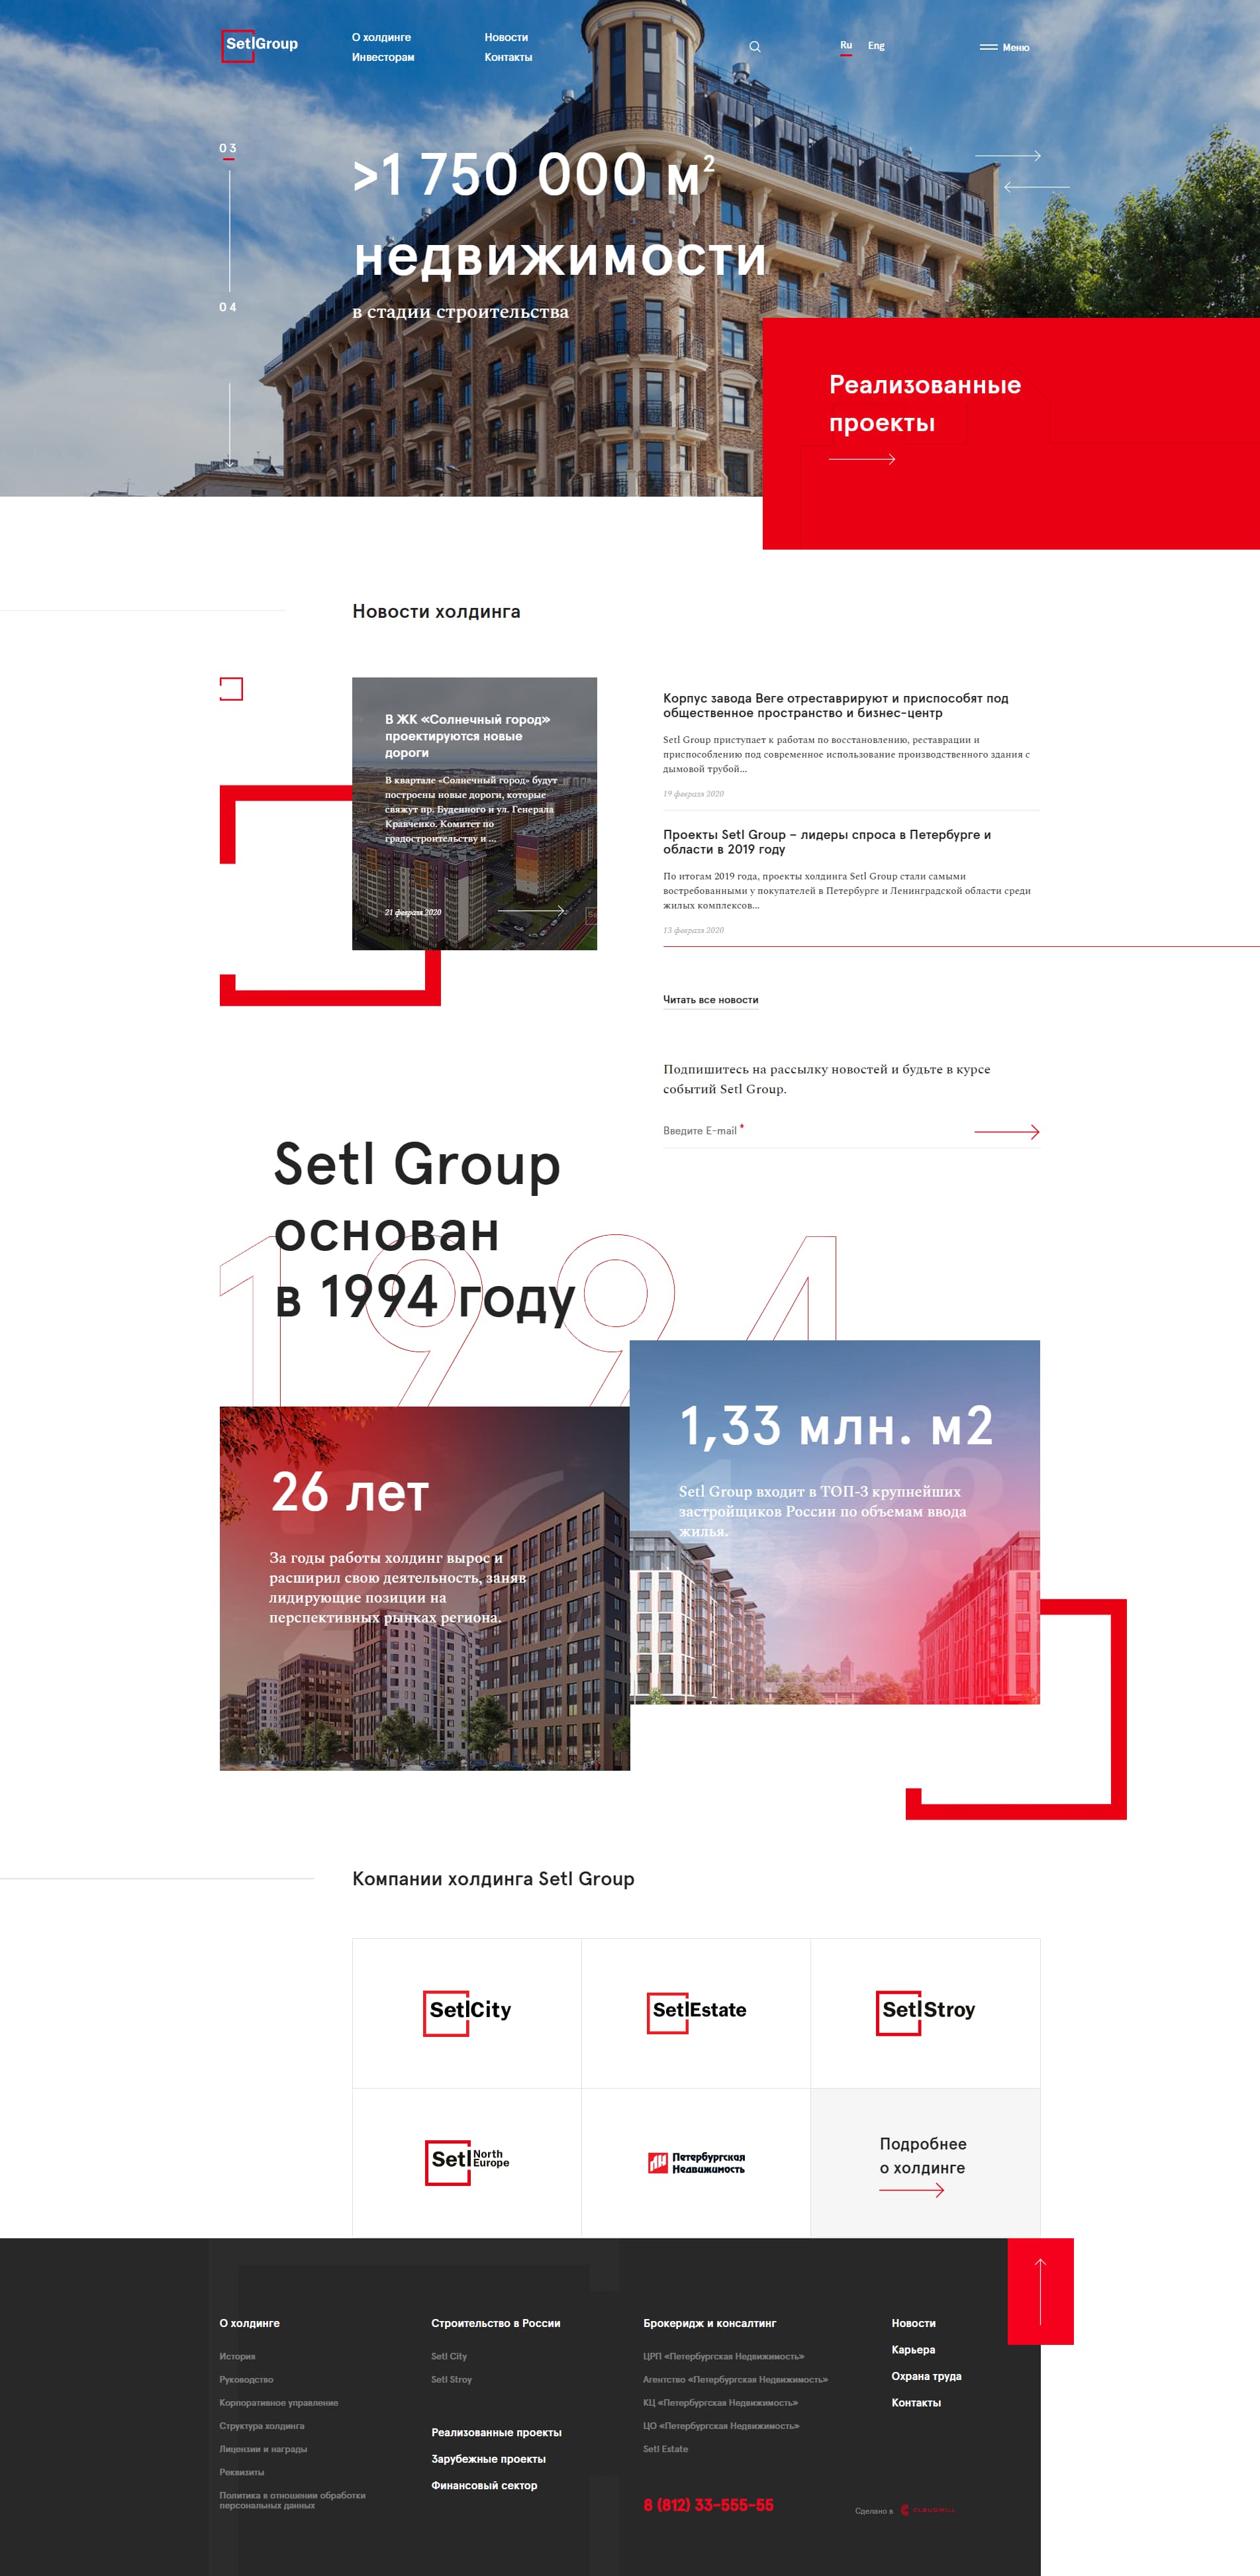 SetlGroup
О холдинге
Инвесторам
Новости
Контакты
Ru
Eng
Меню
03
04
>1 750 000 м²
недвижимости
в стадии строительства
Реализованные
проекты
Новости холдинга
В ЖК «Солнечный город»
проектируются новые
дороги
В квартале «Солнечный город» будут
построены новые дороги, которые
свяжут пр. Буденного и ул. Генерала
Кравченко. Комитет по
градостроительству и ...
21 февраля 2020
Корпус завода Веге отреставрируют и приспособят под
общественное пространство и бизнес-центр
Setl Group приступает к работам по восстановлению, реставрации и
приспособлению под современное использование производственного здания с
дымовой трубой...
19 февраля 2020
Проекты Setl Group – лидеры спроса в Петербурге и
области в 2019 году
По итогам 2019 года, проекты холдинга Setl Group стали самыми
востребованными у покупателей в Петербурге и Ленинградской области среди
жилых комплексов...
13 февраля 2020
Читать все новости
Подпишитесь на рассылку новостей и будьте в курсе
событий Setl Group.
Введите E-mail *
Setl Group
основан
в 1994 году
1994
26 лет
За годы работы холдинг вырос и
расширил свою деятельность, заняв
лидирующие позиции на
перспективных рынках региона.
1,33 млн. м2
Setl Group входит в ТОП-3 крупнейших
застройщиков России по объемам ввода
жилья.
Компании холдинга Setl Group
SetlCity
SetlEstate
SetlStroy
Setl North
Europe
Петербургская
Недвижимость
Подробнее
о холдинге
О холдинге
История
Руководство
Корпоративное управление
Структура холдинга
Лицензии и награды
Реквизиты
Политика в отношении обработки
персональных данных
Строительство в России
Setl City
Setl Stroy
Реализованные проекты
Зарубежные проекты
Финансовый сектор
Брокеридж и консалтинг
ЦРП «Петербургская Недвижимость»
Агентство «Петербургская Недвижимость»
КЦ «Петербургская Недвижимость»
ЦО «Петербургская Недвижимость»
Setl Estate
8 (812) 33-555-55
Новости
Карьера
Охрана труда
Контакты
Сделано в